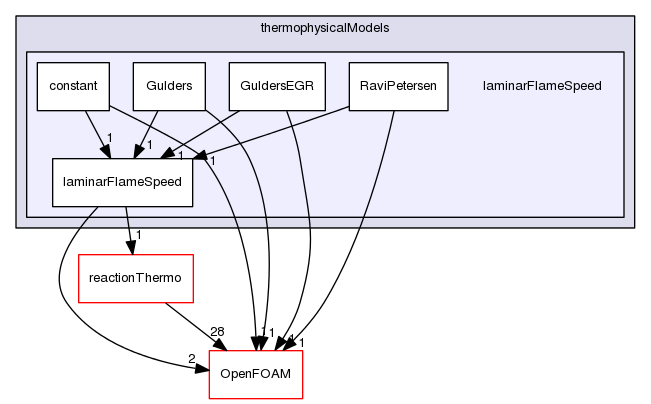 thermophysicalModels
constant
Gulders
GuldersEGR
RaviPetersen
laminarFlameSpeed
1
1
1
1
laminarFlameSpeed
1
reactionThermo
28
1
1
1
1
2
OpenFOAM